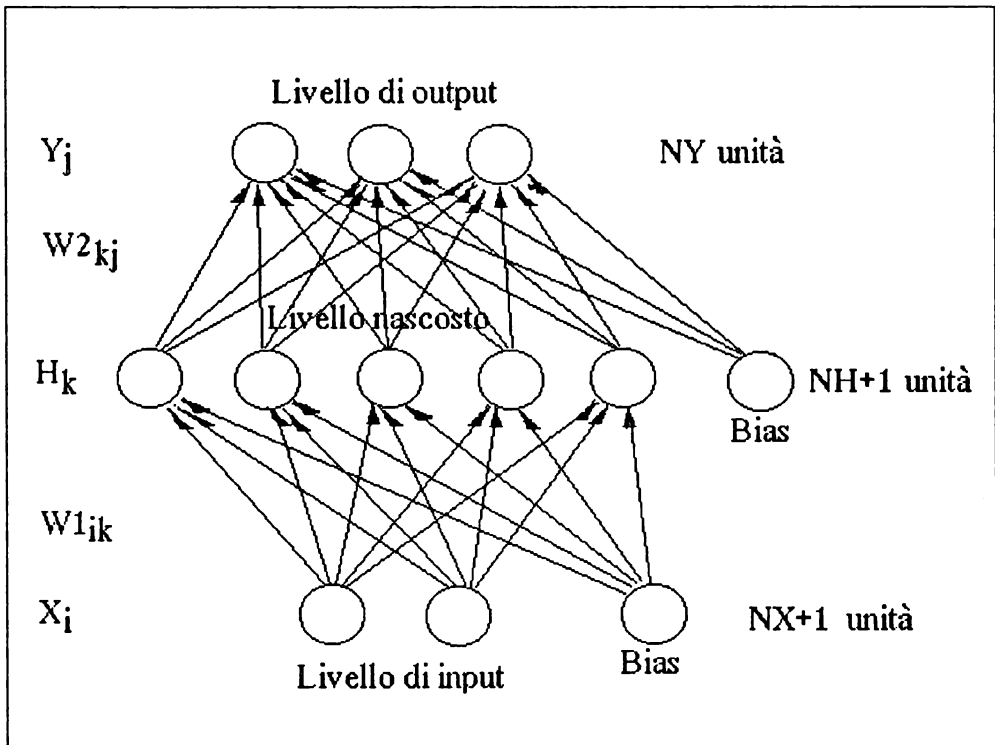 Livello di output
Yj NY unità
W2kj
Livello nascosto
Hk NH+1 unità
Bias
W1ik
Xi NX+1 unità
Livello di input Bias